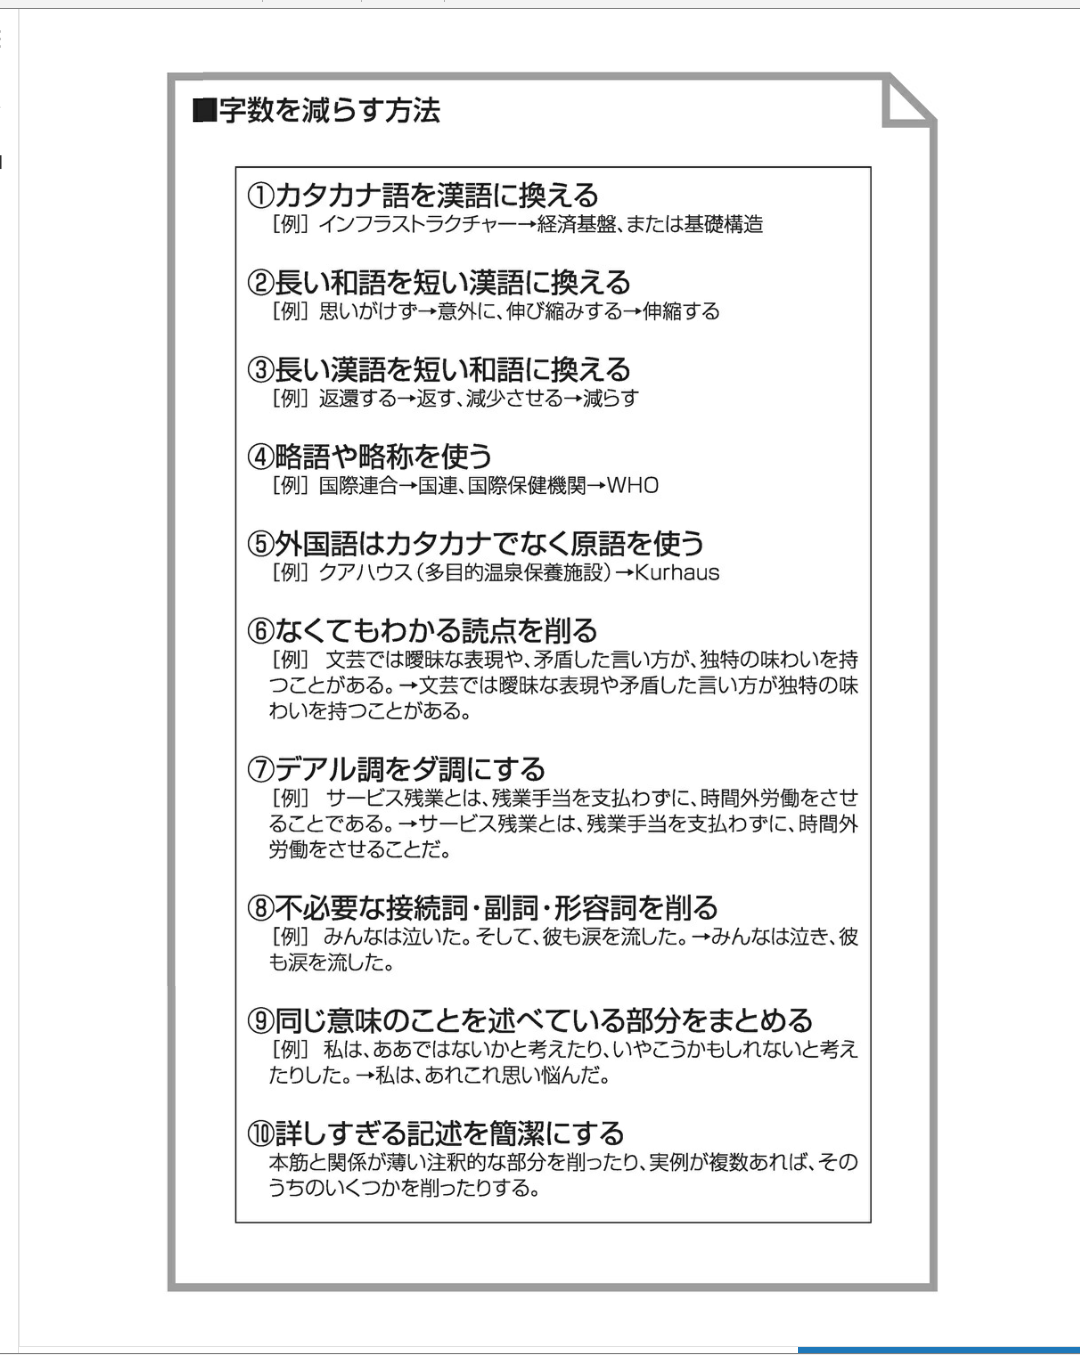 ■字数を減らす方法
①カタカナ語を漢語に換える
［例］インフラストラクチャー→経済基盤、または基礎構造
②長い和語を短い漢語に換える
［例］思いがけず→意外に、伸び縮みする→伸縮する
③長い漢語を短い和語に換える
［例］返還する→返す、減少させる→減らす
④略語や略称を使う
［例］国際連合→国連、国際保健機関→WHO
⑤外国語はカタカナでなく原語を使う
［例］クアハウス（多目的温泉保養施設）→Kurhaus
⑥なくてもわかる読点を削る
［例］ 文芸では曖昧な表現や、矛盾した言い方が、独特の味わいを持
つことがある。→文芸では曖昧な表現や矛盾した言い方が独特の味
わいを持つことがある。
⑦デアル調をダ調にする
［例］ サービス残業とは、残業手当を支払わずに、時間外労働をさせ
ることである。→サービス残業とは、残業手当を支払わずに、時間外
労働をさせることだ。
⑧不必要な接続詞・副詞・形容詞を削る
［例］ みんなは泣いた。そして、彼も涙を流した。→みんなは泣き、彼
も涙を流した。
⑨同じ意味のことを述べている部分をまとめる
［例］ 私は、ああではないかと考えたり、いやこうかもしれないと考え
たりした。→私は、あれこれ思い悩んだ。
⑩詳しすぎる記述を簡潔にする
本筋と関係が薄い注釈的な部分を削ったり、実例が複数あれば、その
うちのいくつかを削ったりする。